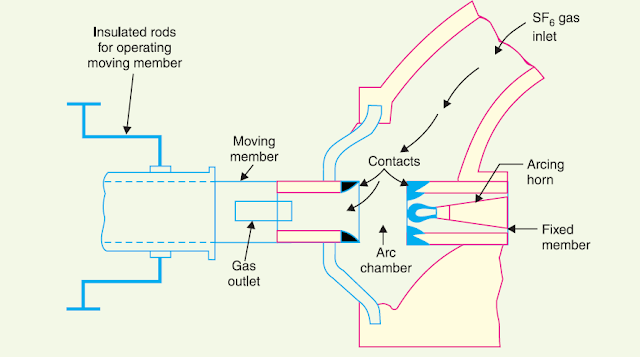 Insulated rods
for operating
moving member
SF6 gas
inlet
Moving
member
Contacts
Arcing
horn
Gas
outlet
Arc
chamber
Fixed
member